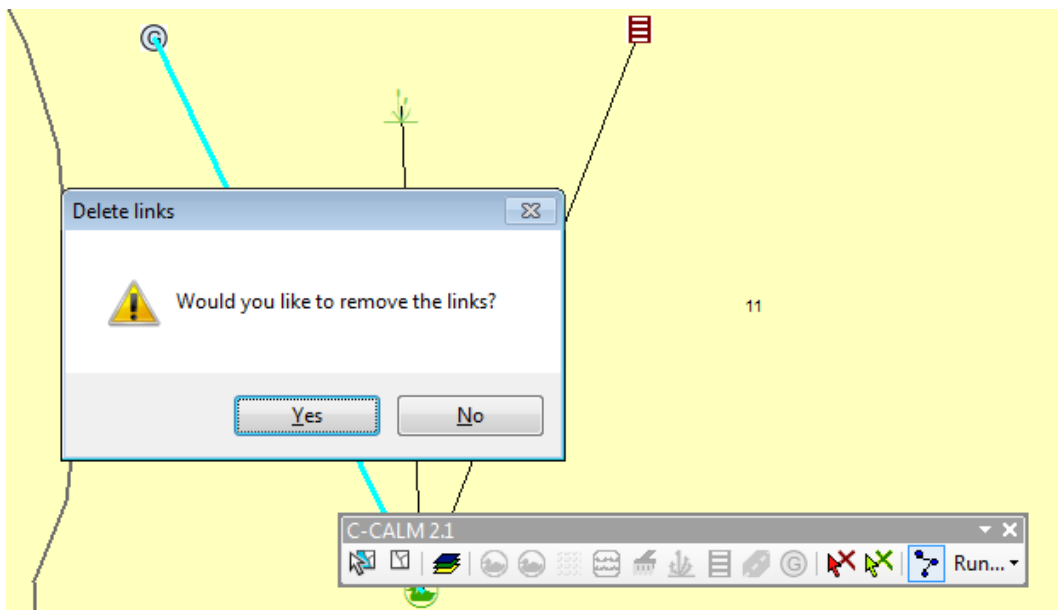 G
Delete links
Would you like to remove the links?
Yes
No
11
C-CALM 2.1
G
Run...